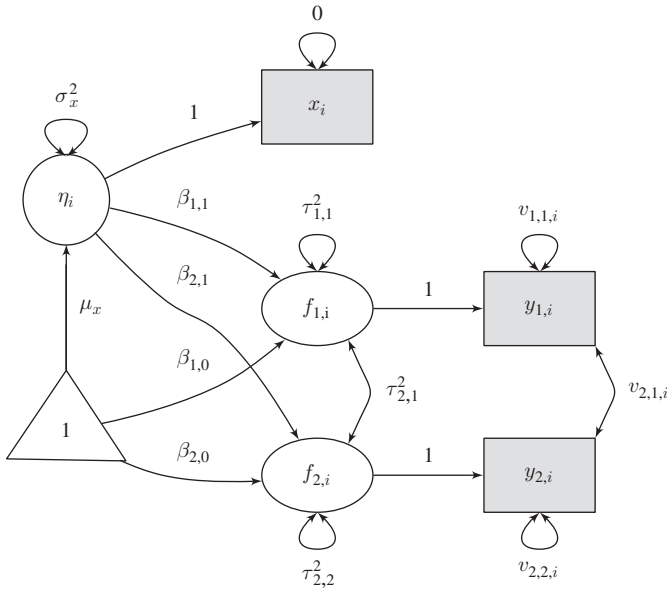 0
x_i
σ_x^2
1
η_i
β_{1,1}
τ_{1,1}^2
v_{1,1,i}
β_{2,1}
f_{1,i}
1
y_{1,i}
μ_x
β_{1,0}
τ_{2,1}^2
v_{2,1,i}
1
β_{2,0}
f_{2,i}
1
y_{2,i}
τ_{2,2}^2
v_{2,2,i}